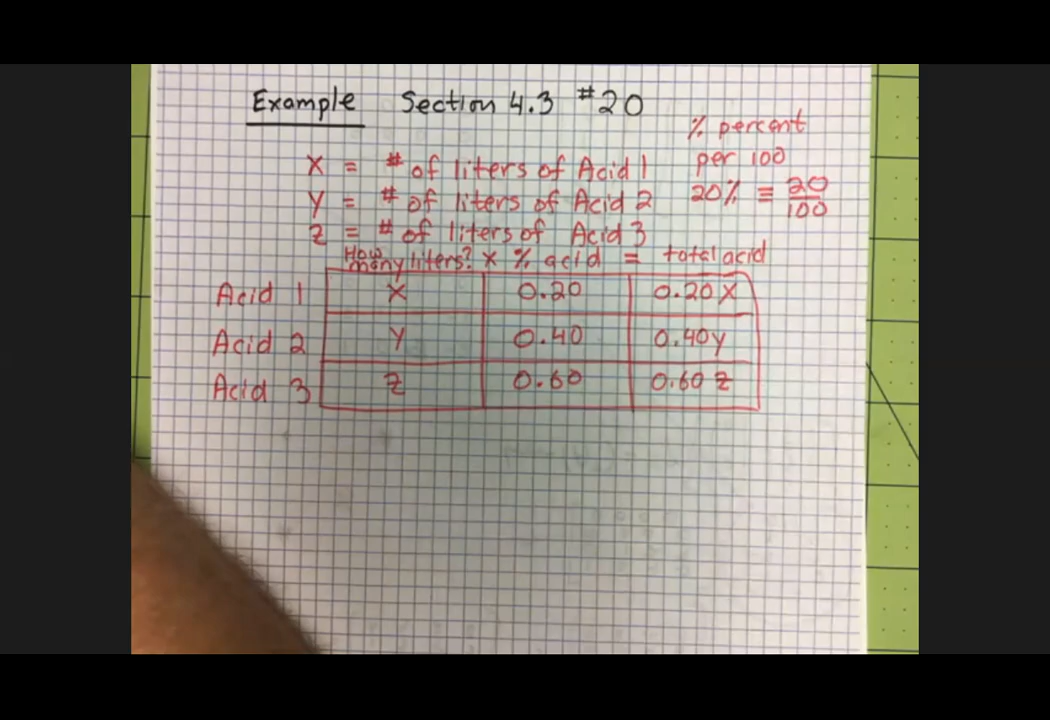 Example Section 4.3 #20
% percent
per 100
20% ≡ 20/100
X = # of liters of Acid 1
Y = # of liters of Acid 2
Z = # of liters of Acid 3
How many liters? × % acid = total acid
Acid 1 X 0.20 0.20 X
Acid 2 Y 0.40 0.40y
Acid 3 Z 0.60 0.60 Z